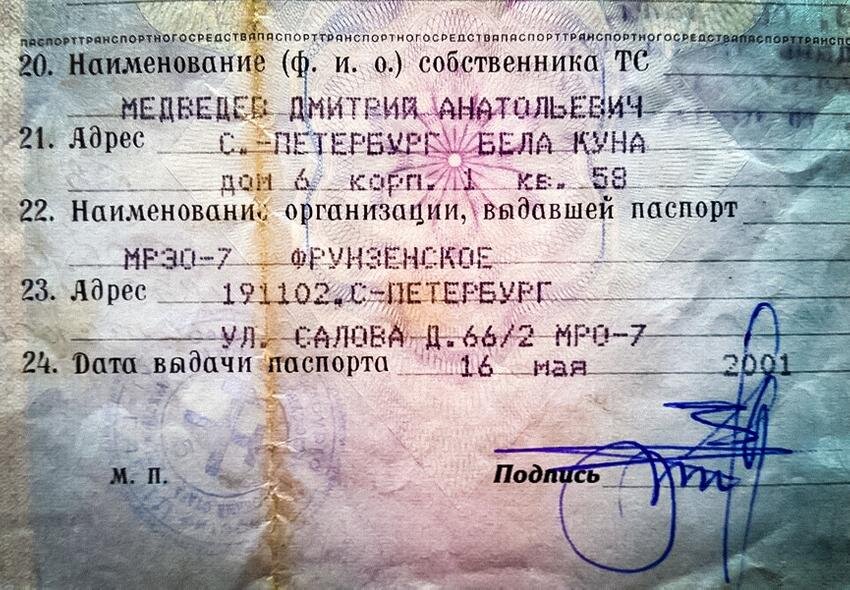 ПАСПОРТТРАНСПОРТНОГОСРЕДСТВАПАСПОРТТРАНСПОРТНОГОСРЕДСТВАПАСПОРТТРАНСПОРТНОГОСРЕДСТВАПАСПОРТТРАНСПОРТНОГОС
20. Наименование (ф. и. о.) собственника ТС
МЕДВЕДЕВ ДМИТРИЙ АНАТОЛЬЕВИЧ
21. Адрес С.-ПЕТЕРБУРГ БЕЛА КУНА
дом 6 корп. 1 кв. 58
22. Наименование организации, выдавшей паспорт
МРЭО-7 ФРУНЗЕНСКОЕ
23. Адрес 191102,С-ПЕТЕРБУРГ
УЛ. САЛОВА Д.66/2 МРО-7
24. Дата выдачи паспорта 16 мая 2001
М. П. Подпись